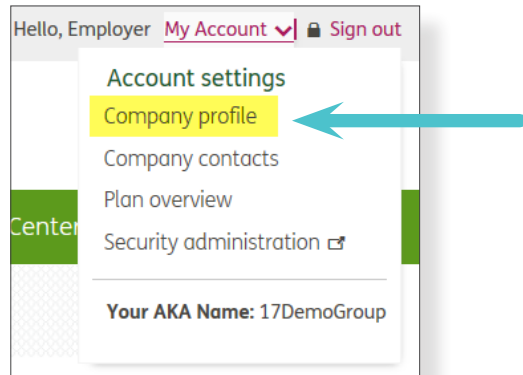 Hello, Employer My Account Sign out
Account settings
Company profile
Company contacts
Plan overview
Center
Security administration
Your AKA Name: 17DemoGroup